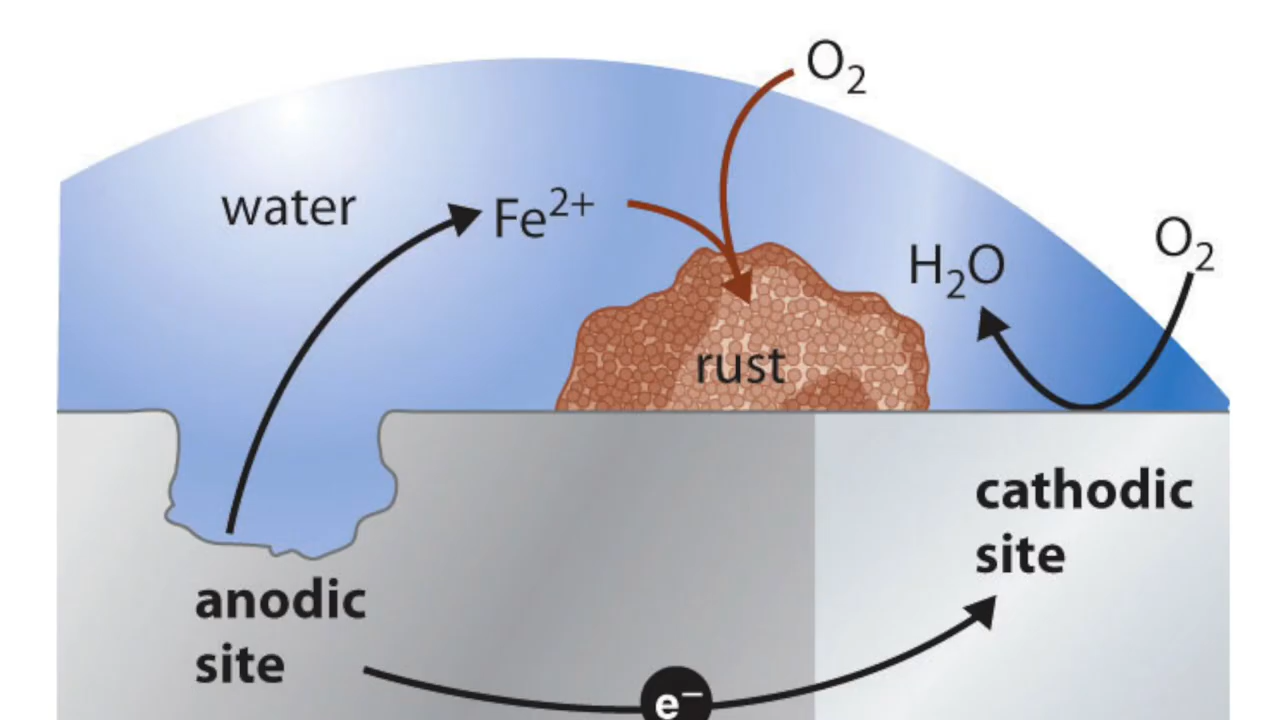 O₂
water
Fe²⁺
O₂
H₂O
rust
cathodic
site
anodic
site
e⁻